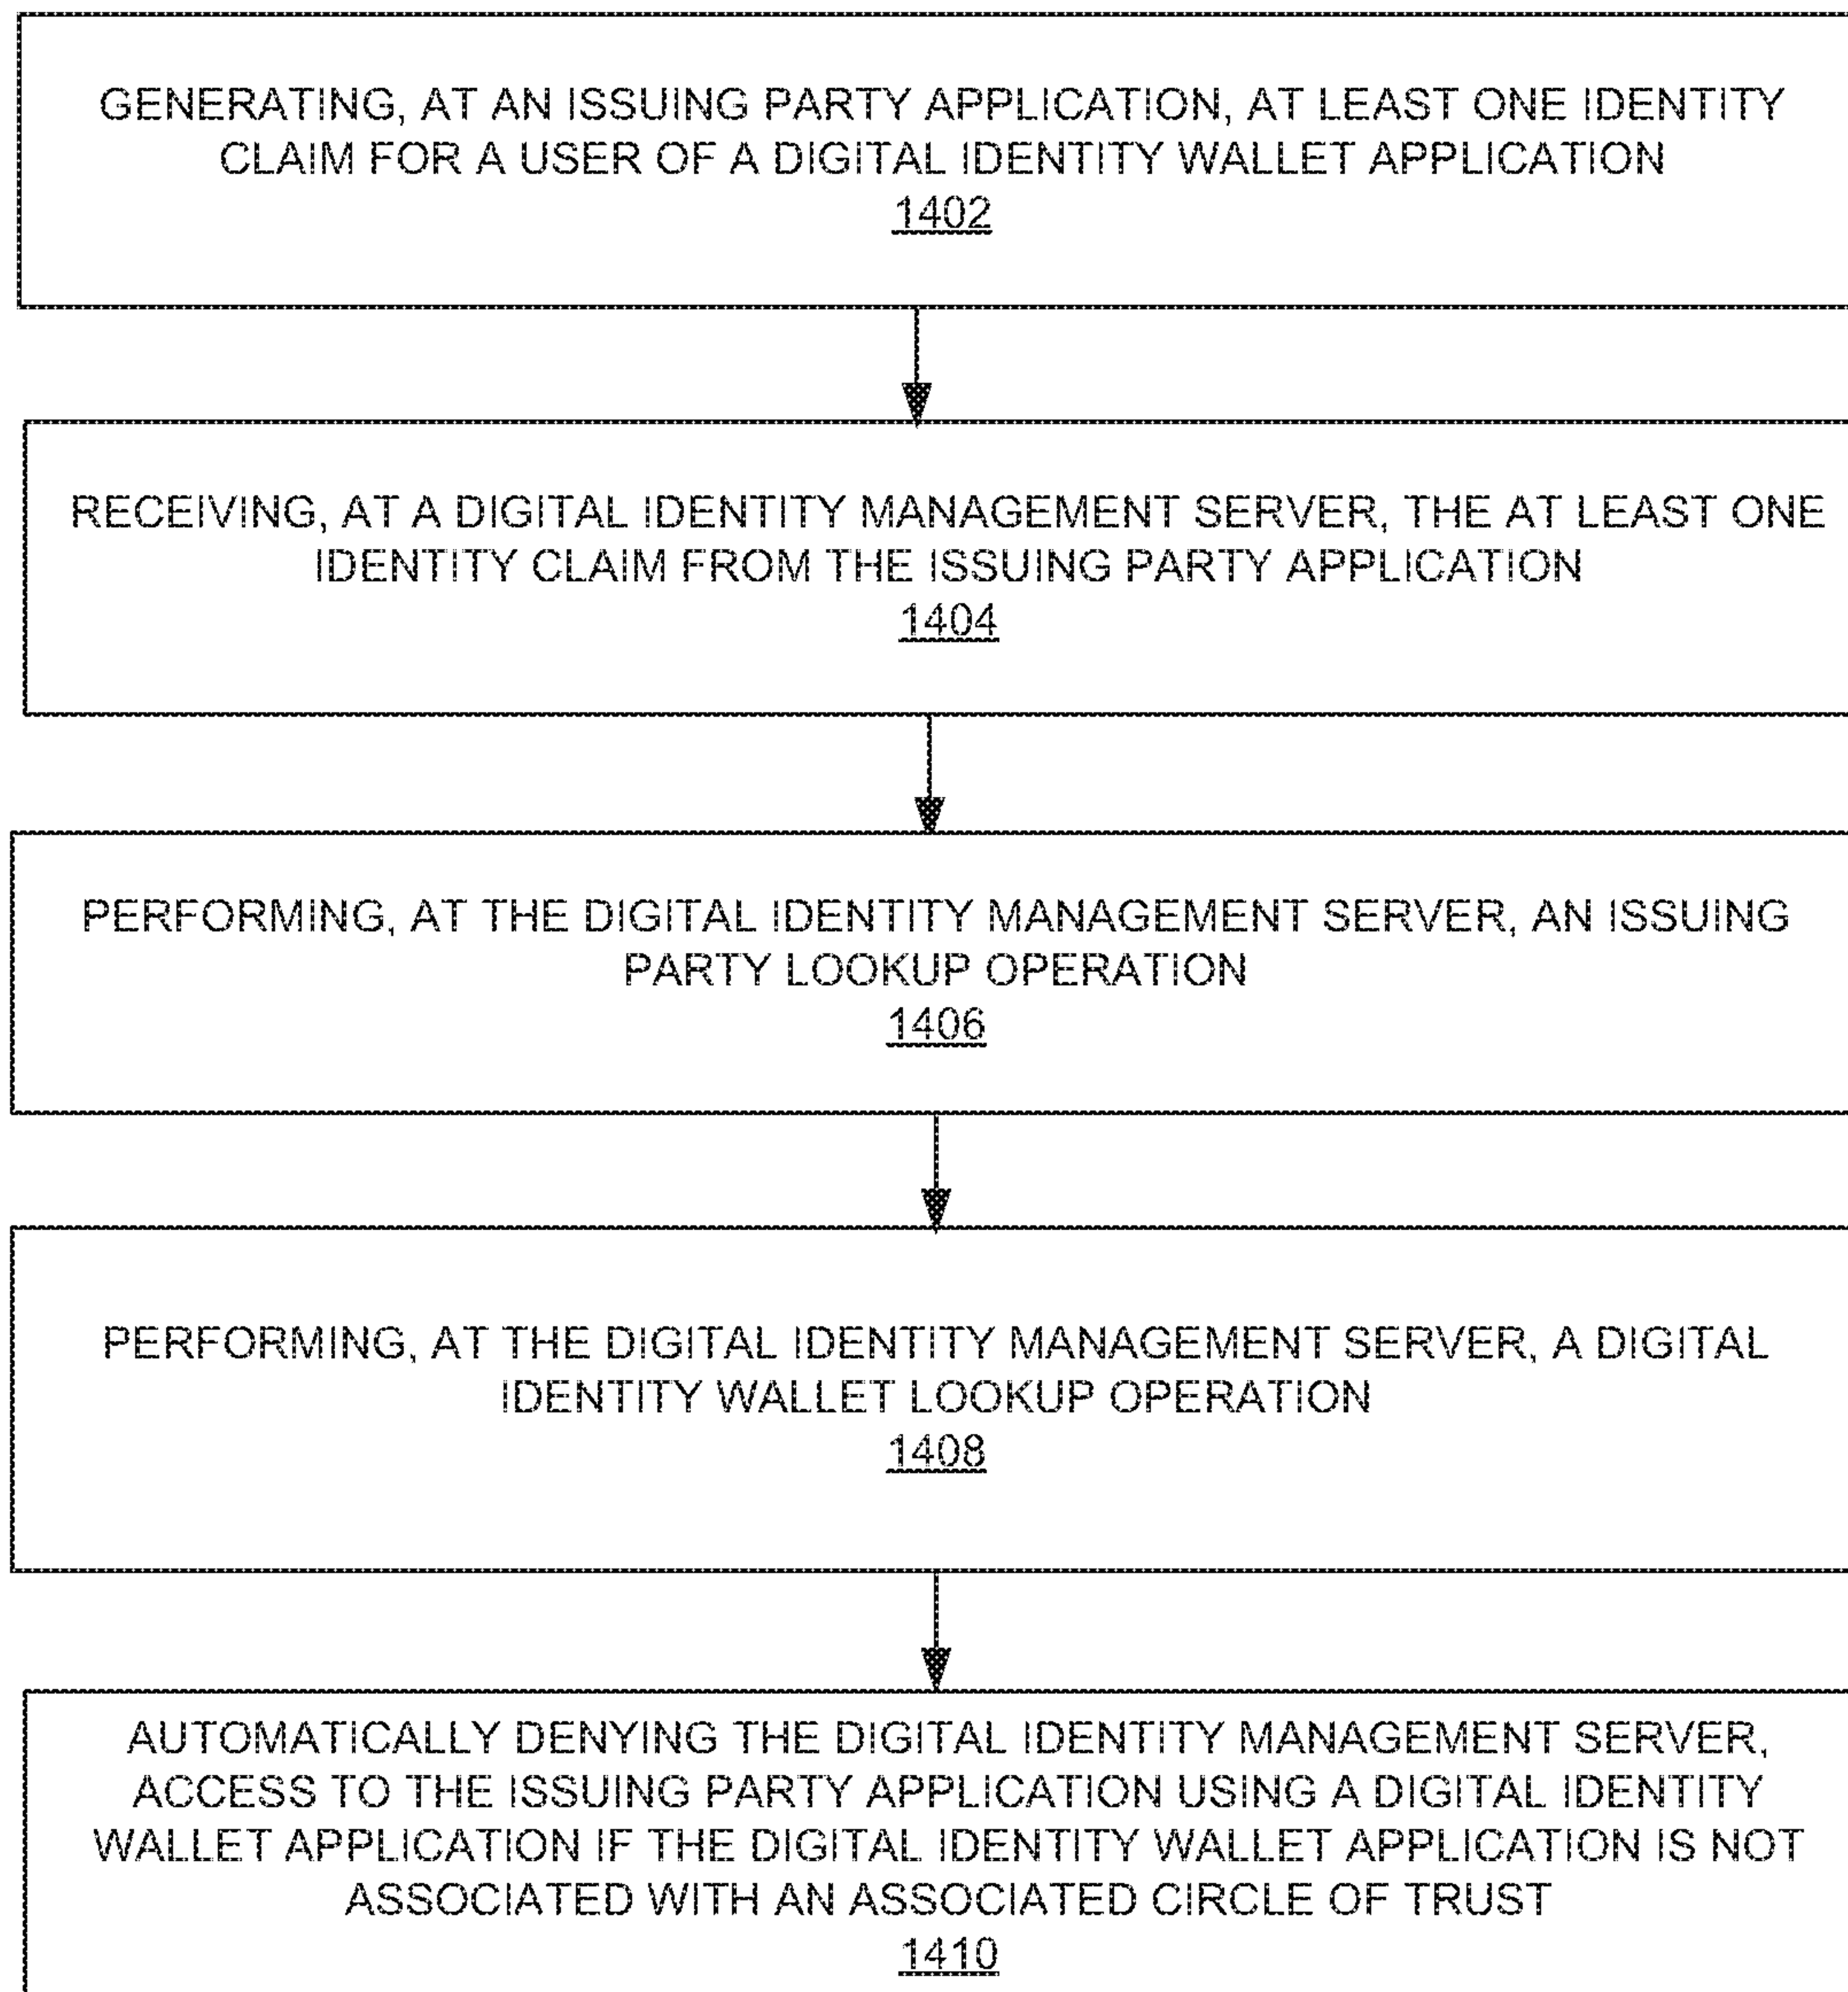 GENERATING, AT AN ISSUING PARTY APPLICATION, AT LEAST ONE IDENTITY
CLAIM FOR A USER OF A DIGITAL IDENTITY WALLET APPLICATION
1402
RECEIVING, AT A DIGITAL IDENTITY MANAGEMENT SERVER, THE AT LEAST ONE
IDENTITY CLAIM FROM THE ISSUING PARTY APPLICATION
1404
PERFORMING, AT THE DIGITAL IDENTITY MANAGEMENT SERVER, AN ISSUING
PARTY LOOKUP OPERATION
1406
PERFORMING, AT THE DIGITAL IDENTITY MANAGEMENT SERVER, A DIGITAL
IDENTITY WALLET LOOKUP OPERATION
1408
AUTOMATICALLY DENYING THE DIGITAL IDENTITY MANAGEMENT SERVER,
ACCESS TO THE ISSUING PARTY APPLICATION USING A DIGITAL IDENTITY
WALLET APPLICATION IF THE DIGITAL IDENTITY WALLET APPLICATION IS NOT
ASSOCIATED WITH AN ASSOCIATED CIRCLE OF TRUST
1410